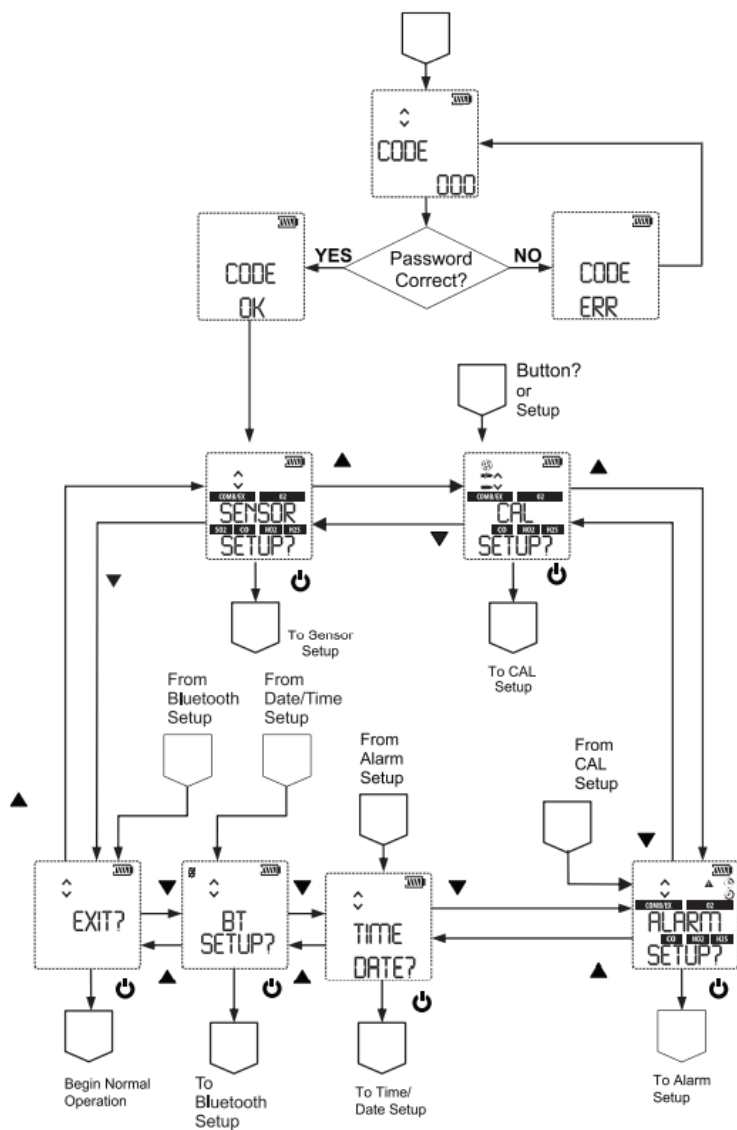 CODE
000
YES
Password
Correct?
NO
CODE
OK
CODE
ERR
Button?
or
Setup
COMB/EX O2
SENSOR
SO2 CO NO2 H2S
SETUP?
COMB/EX O2
CAL
CO NO2 H2S
SETUP?
To Sensor
Setup
To CAL
Setup
From
Bluetooth
Setup
From
Date/Time
Setup
From
Alarm
Setup
From
CAL
Setup
EXIT?
BT
SETUP?
TIME
DATE?
COMB/EX O2
ALARM
CO NO2 H2S
SETUP?
Begin Normal
Operation
To
Bluetooth
Setup
To Time/
Date Setup
To Alarm
Setup